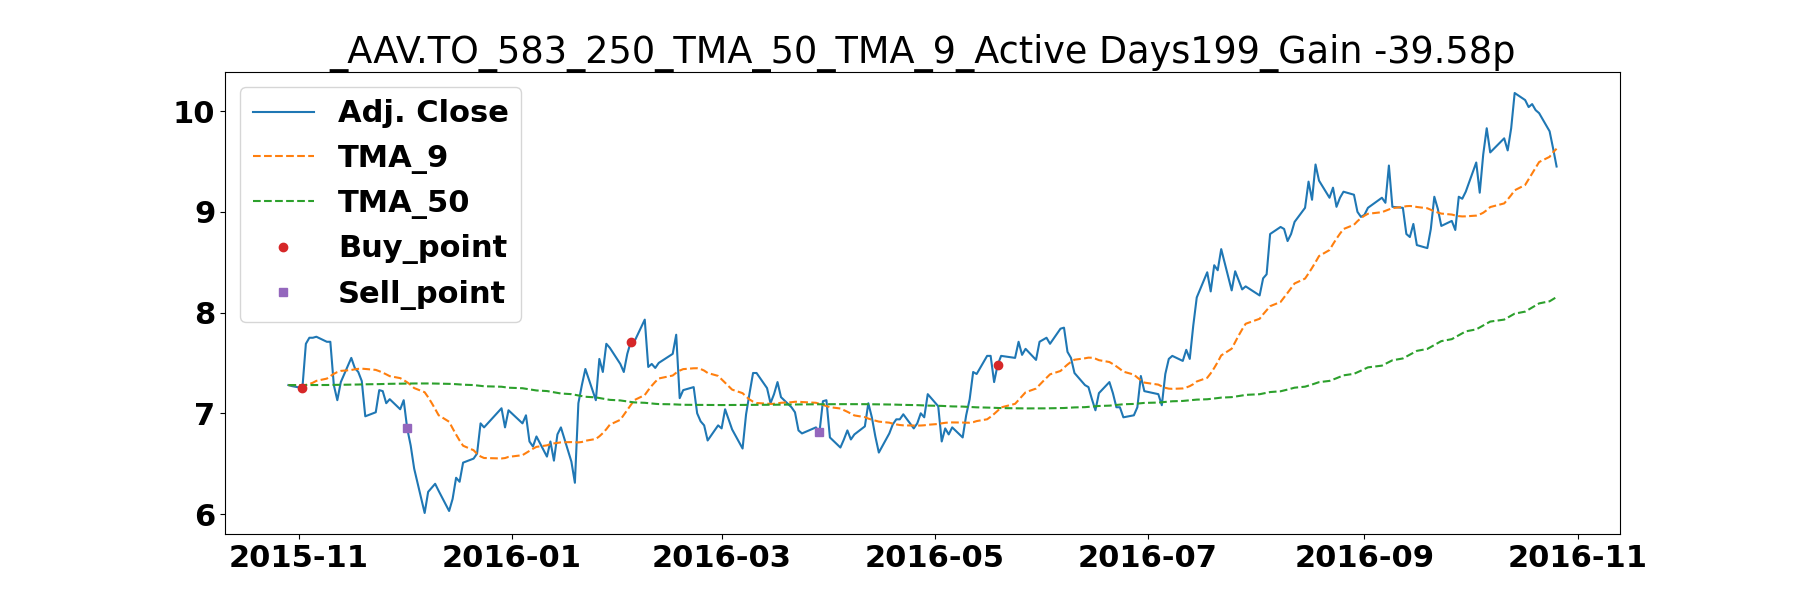 _AAV.TO_583_250_TMA_50_TMA_9_Active Days199_Gain -39.58p
Adj. Close
TMA_9
TMA_50
Buy_point
Sell_point
10
9
8
7
6
2015-11 2016-01 2016-03 2016-05 2016-07 2016-09 2016-11